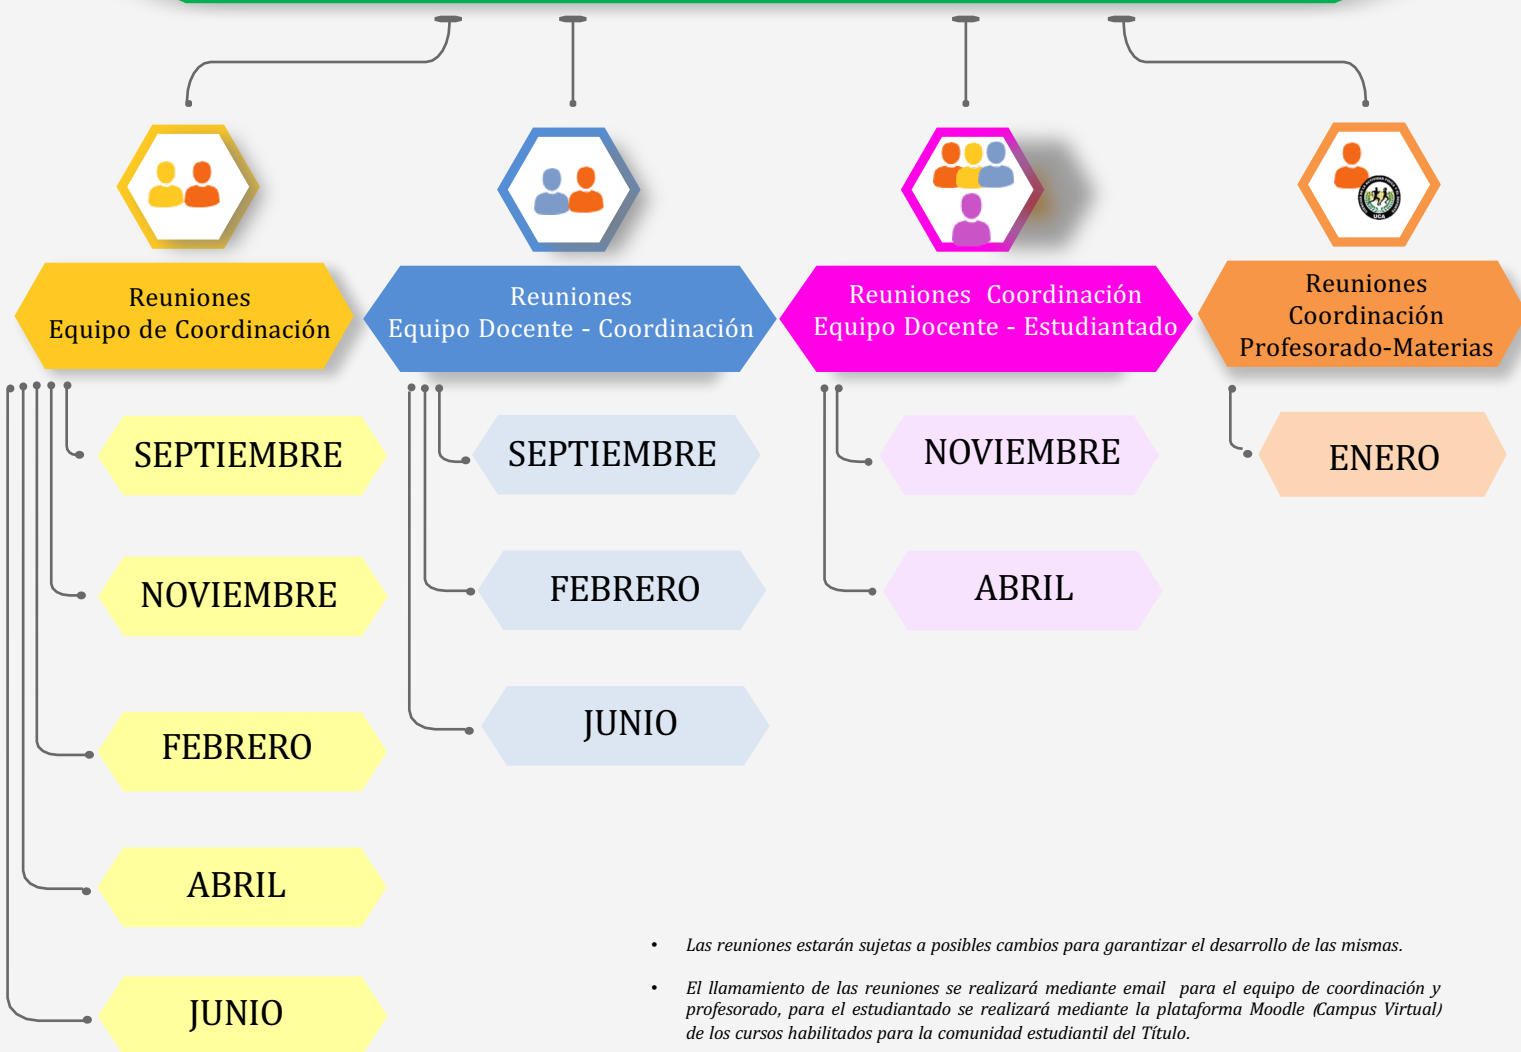 Reuniones
Equipo de Coordinación
Reuniones
Equipo Docente - Coordinación
Reuniones Coordinación
Equipo Docente - Estudiantado
Reuniones
Coordinación
Profesorado-Materias
SEPTIEMBRE
NOVIEMBRE
FEBRERO
ABRIL
JUNIO
SEPTIEMBRE
FEBRERO
JUNIO
NOVIEMBRE
ABRIL
ENERO
UCA
• Las reuniones estarán sujetas a posibles cambios para garantizar el desarrollo de las mismas.
• El llamamiento de las reuniones se realizará mediante email para el equipo de coordinación y
profesorado, para el estudiantado se realizará mediante la plataforma Moodle (Campus Virtual)
de los cursos habilitados para la comunidad estudiantil del Título.